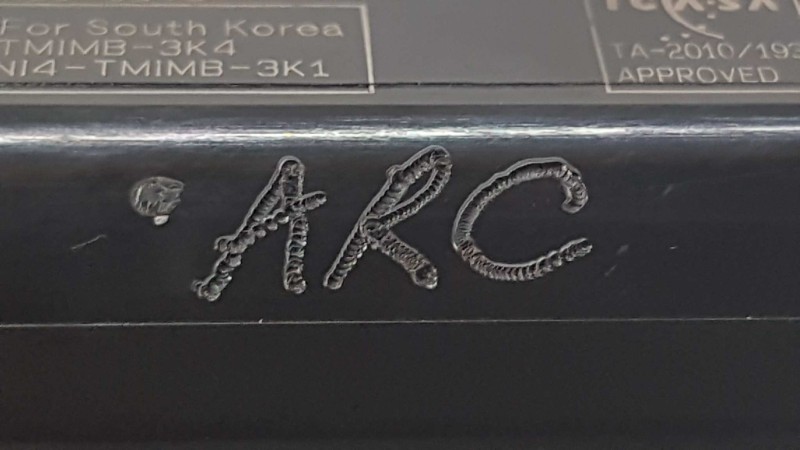 For South Korea
TMIMB-3K4
NI4-TMIMB-3K1
TA-2010/193
APPROVED
ARC